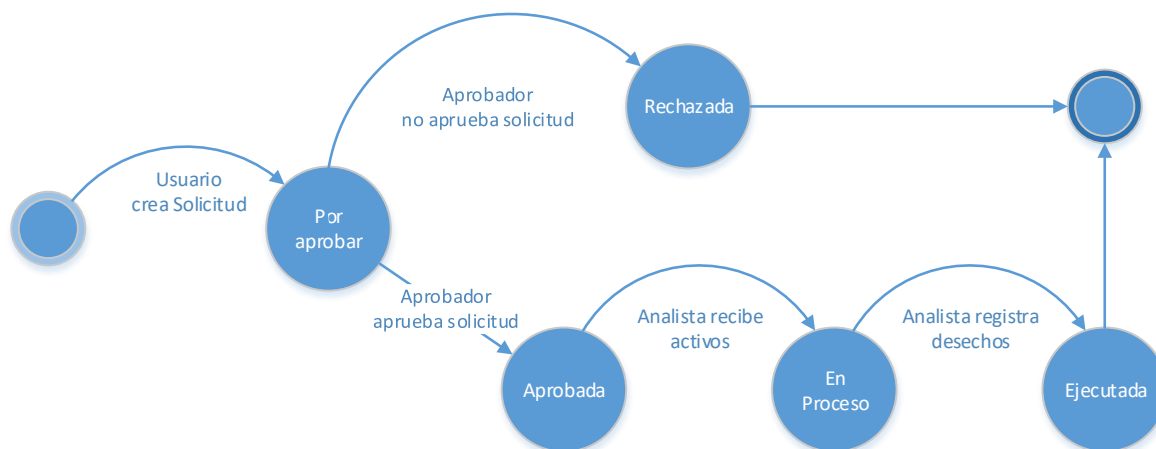 Aprobador
no aprueba solicitud
Rechazada
Usuario
crea Solicitud
Por
aprobar
Aprobador
aprueba solicitud
Analista recibe
activos
Analista registra
desechos
Aprobada
En
Proceso
Ejecutada